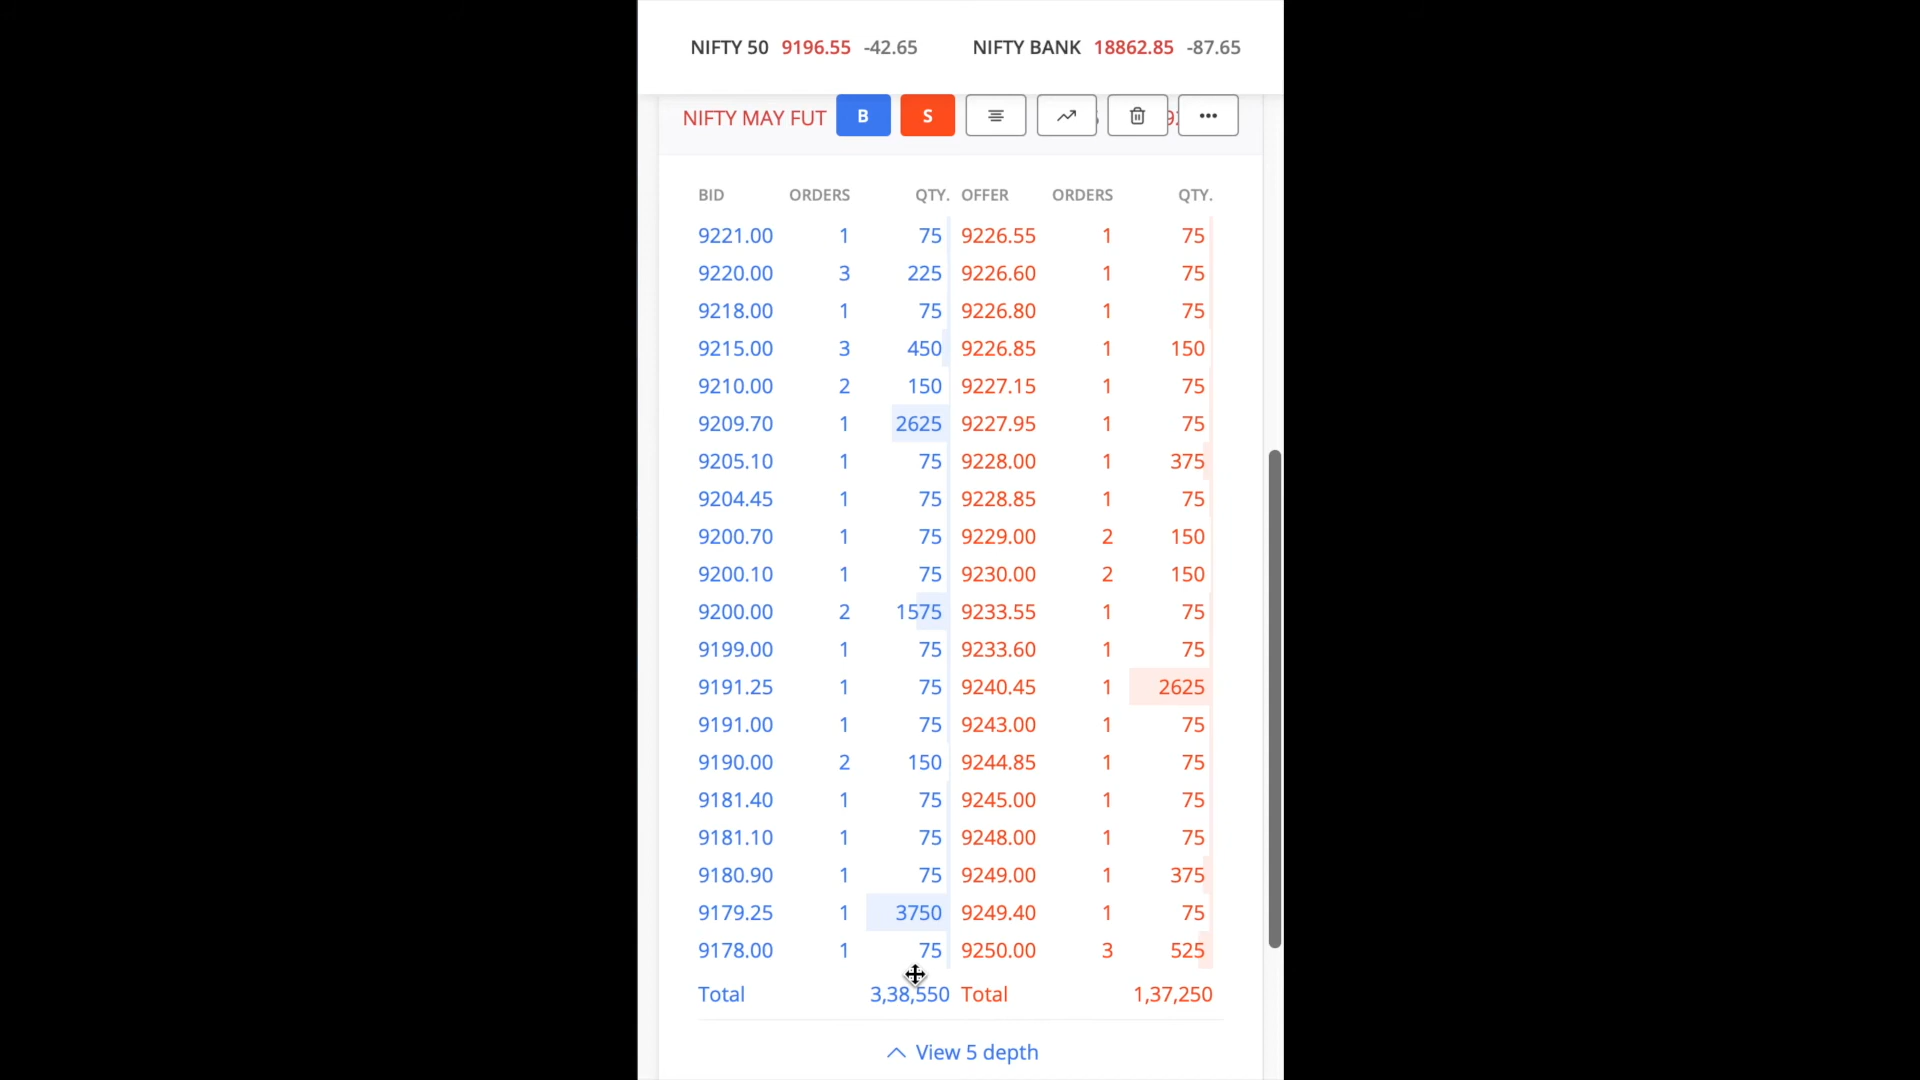 NIFTY 50 9196.55 -42.65 NIFTY BANK 18862.85 -87.65
NIFTY MAY FUT B S
BID ORDERS QTY. OFFER ORDERS QTY.
9221.00 1 75 9226.55 1 75
9220.00 3 225 9226.60 1 75
9218.00 1 75 9226.80 1 75
9215.00 3 450 9226.85 1 150
9210.00 2 150 9227.15 1 75
9209.70 1 2625 9227.95 1 75
9205.10 1 75 9228.00 1 375
9204.45 1 75 9228.85 1 75
9200.70 1 75 9229.00 2 150
9200.10 1 75 9230.00 2 150
9200.00 2 1575 9233.55 1 75
9199.00 1 75 9233.60 1 75
9191.25 1 75 9240.45 1 2625
9191.00 1 75 9243.00 1 75
9190.00 2 150 9244.85 1 75
9181.40 1 75 9245.00 1 75
9181.10 1 75 9248.00 1 75
9180.90 1 75 9249.00 1 375
9179.25 1 3750 9249.40 1 75
9178.00 1 75 9250.00 3 525
Total 3,38,550 Total 1,37,250
View 5 depth